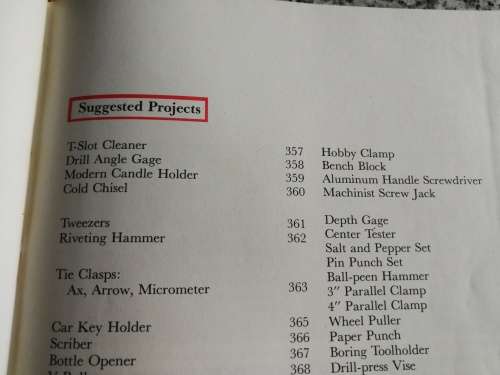 Suggested Projects
T-Slot Cleaner 357
Drill Angle Gage 358
Modern Candle Holder 359
Cold Chisel 360
Tweezers 361
Riveting Hammer 362
Tie Clasps:
Ax, Arrow, Micrometer 363
Car Key Holder 365
Scriber 366
Bottle Opener 367
368
Hobby Clamp
Bench Block
Aluminum Handle Screwdriver
Machinist Screw Jack
Depth Gage
Center Tester
Salt and Pepper Set
Pin Punch Set
Ball-peen Hammer
3″ Parallel Clamp
4″ Parallel Clamp
Wheel Puller
Paper Punch
Boring Toolholder
Drill-press Vise